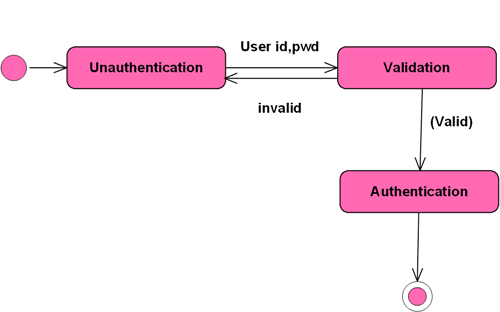 User id,pwd
Unauthentication
Validation
invalid
(Valid)
Authentication